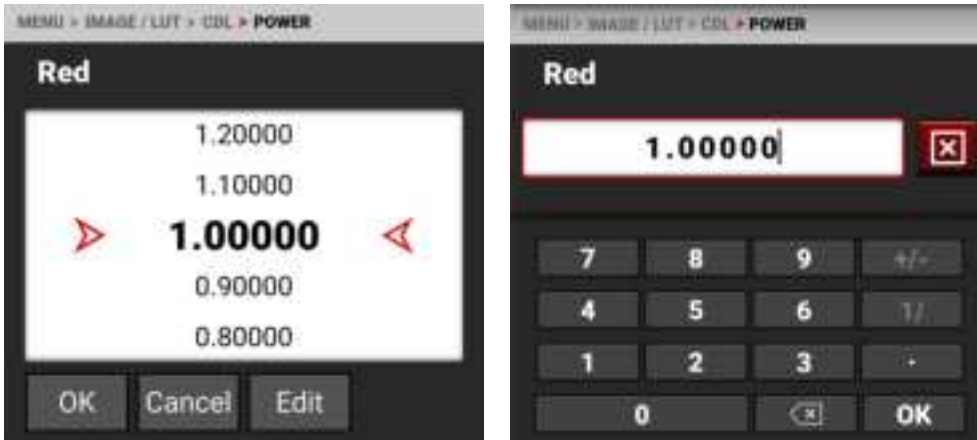 MENU > IMAGE / LUT > CDL > POWER
Red
1.20000
1.10000
1.00000
0.90000
0.80000
OK Cancel Edit
MENU > IMAGE / LUT > CDL > POWER
Red
1.00000
7 8 9 +/-
4 5 6 1/
1 2 3 .
0 OK